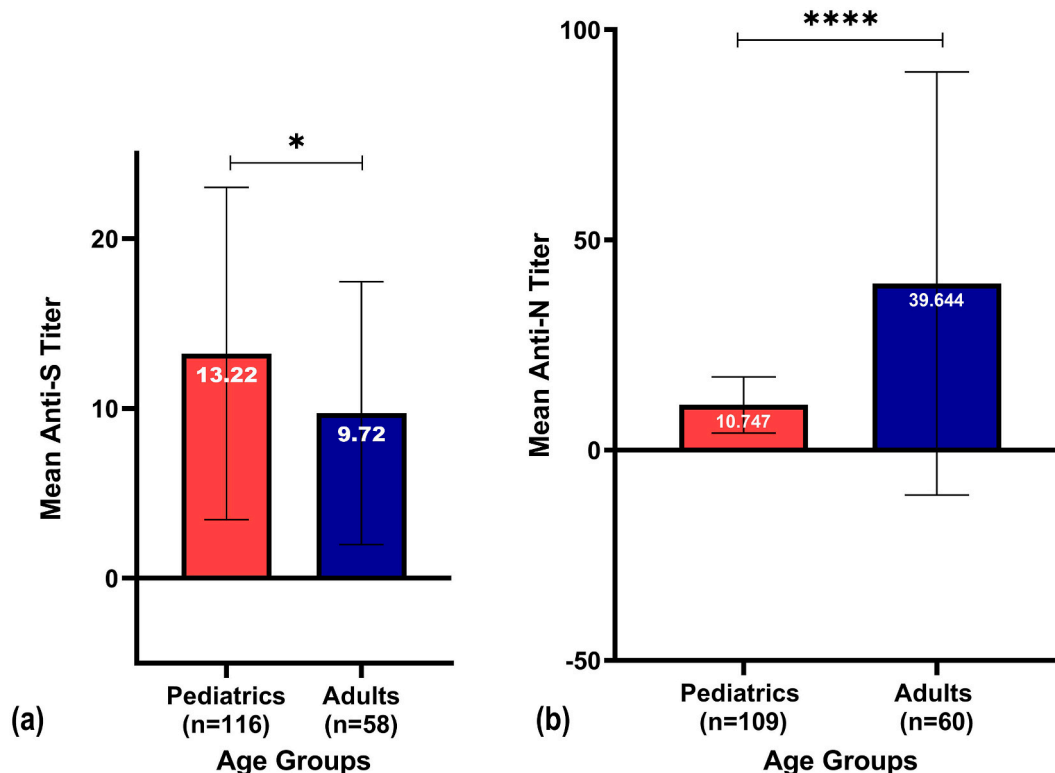 *
Mean Anti-S Titer
20
10
0
13.22
9.72
Pediatrics
(n=116)
Adults
(n=58)
Age Groups
(a)
****
Mean Anti-N Titer
100
50
0
-50
10.747
39.644
Pediatrics
(n=109)
Adults
(n=60)
Age Groups
(b)